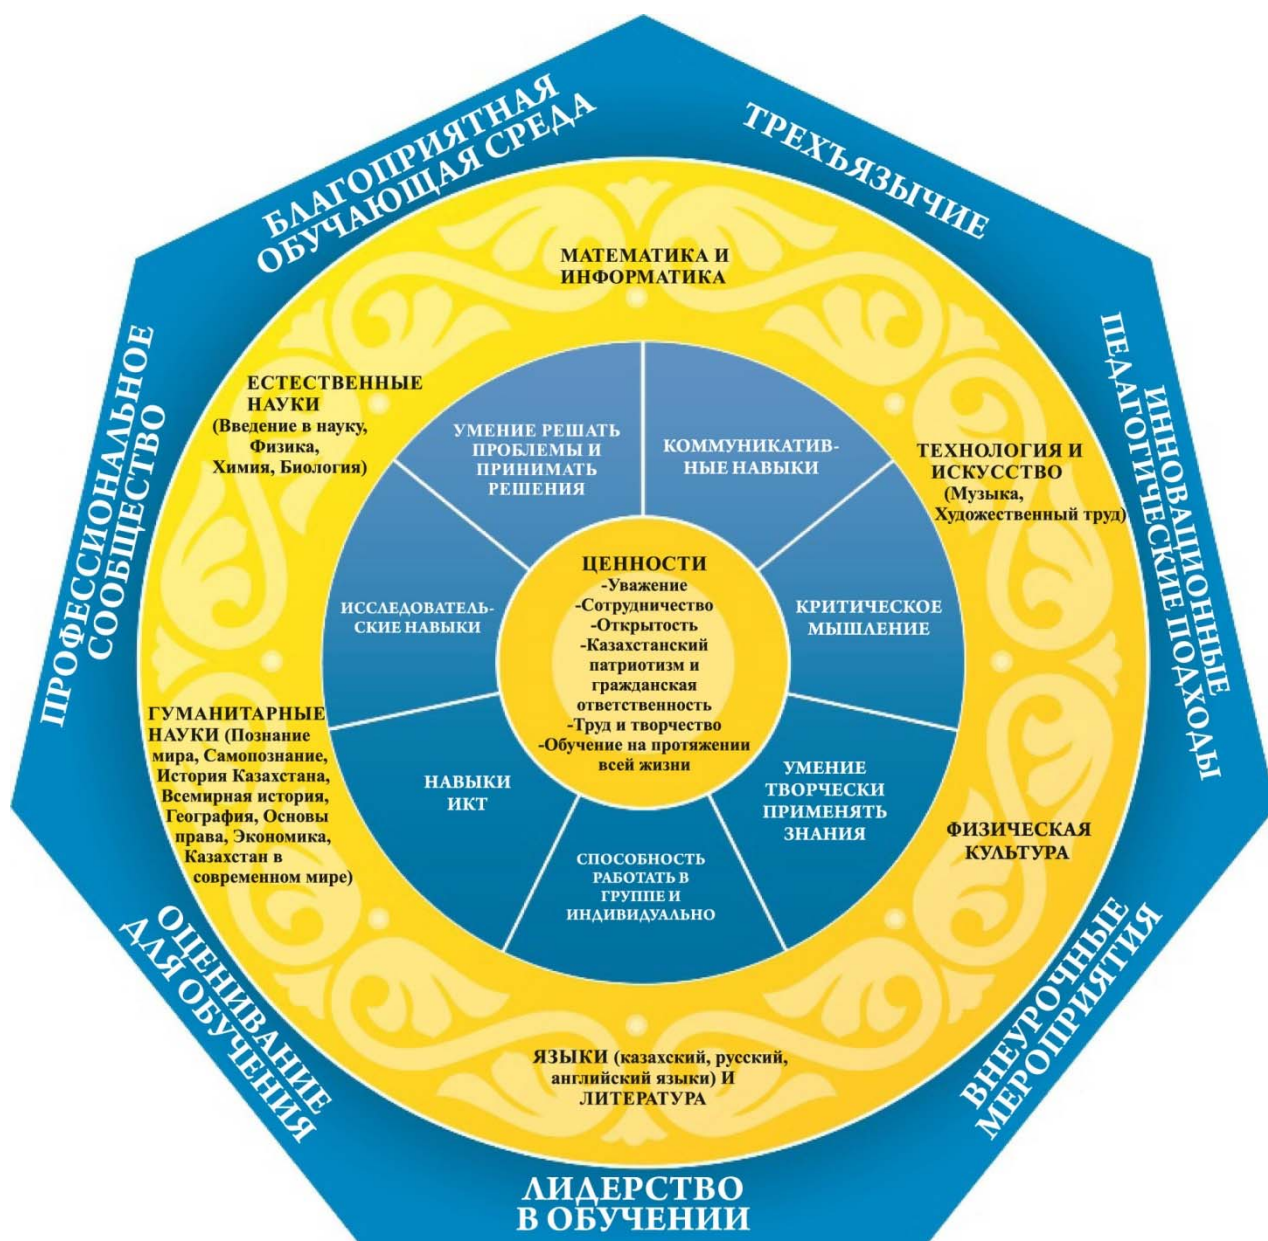 БЛАГОПРИЯТНАЯ
ОБУЧАЮЩАЯ СРЕДА
ТРЕХЪЯЗЫЧИЕ
ИННОВАЦИОННЫЕ
ПЕДАГОГИЧЕСКИЕ ПОДХОДЫ
ВНЕУРОЧНЫЕ
МЕРОПРИЯТИЯ
ЛИДЕРСТВО
В ОБУЧЕНИИ
ОЦЕНИВАНИЕ
ДЛЯ ОБУЧЕНИЯ
ПРОФЕССИОНАЛЬНОЕ
СООБЩЕСТВО
МАТЕМАТИКА И
ИНФОРМАТИКА
ТЕХНОЛОГИЯ И
ИСКУССТВО
(Музыка,
Художественный труд)
ФИЗИЧЕСКАЯ
КУЛЬТУРА
ЯЗЫКИ (казахский, русский,
английский языки) И
ЛИТЕРАТУРА
ГУМАНИТАРНЫЕ
НАУКИ (Познание
мира, Самопознание,
История Казахстана,
Всемирная история,
География, Основы
права, Экономика,
Казахстан в
современном мире)
ЕСТЕСТВЕННЫЕ
НАУКИ
(Введение в науку,
Физика,
Химия, Биология)
УМЕНИЕ РЕШАТЬ
ПРОБЛЕМЫ И
ПРИНИМАТЬ
РЕШЕНИЯ
КОММУНИКАТИВ-
НЫЕ НАВЫКИ
КРИТИЧЕСКОЕ
МЫШЛЕНИЕ
УМЕНИЕ
ТВОРЧЕСКИ
ПРИМЕНЯТЬ
ЗНАНИЯ
СПОСОБНОСТЬ
РАБОТАТЬ В
ГРУППЕ И
ИНДИВИДУАЛЬНО
НАВЫКИ
ИКТ
ИССЛЕДОВАТЕЛЬ-
СКИЕ НАВЫКИ
ЦЕННОСТИ
-Уважение
-Сотрудничество
-Открытость
-Казахстанский
патриотизм и
гражданская
ответственность
-Труд и творчество
-Обучение на протяжении
всей жизни